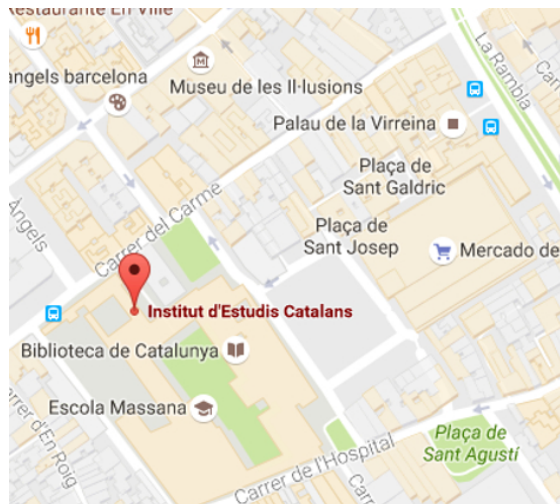 Restaurante En Ville
angels barcelona
Museu de les Il·lusions
La Rambla
Palau de la Virreina
Plaça de
Sant Galdric
Carrer del Carme
Àngels
Plaça de
Sant Josep
Mercado de
Institut d'Estudis Catalans
Biblioteca de Catalunya
Escola Massana
Carrer d'En Roig
Carrer de l'Hospital
Plaça de
Sant Agustí